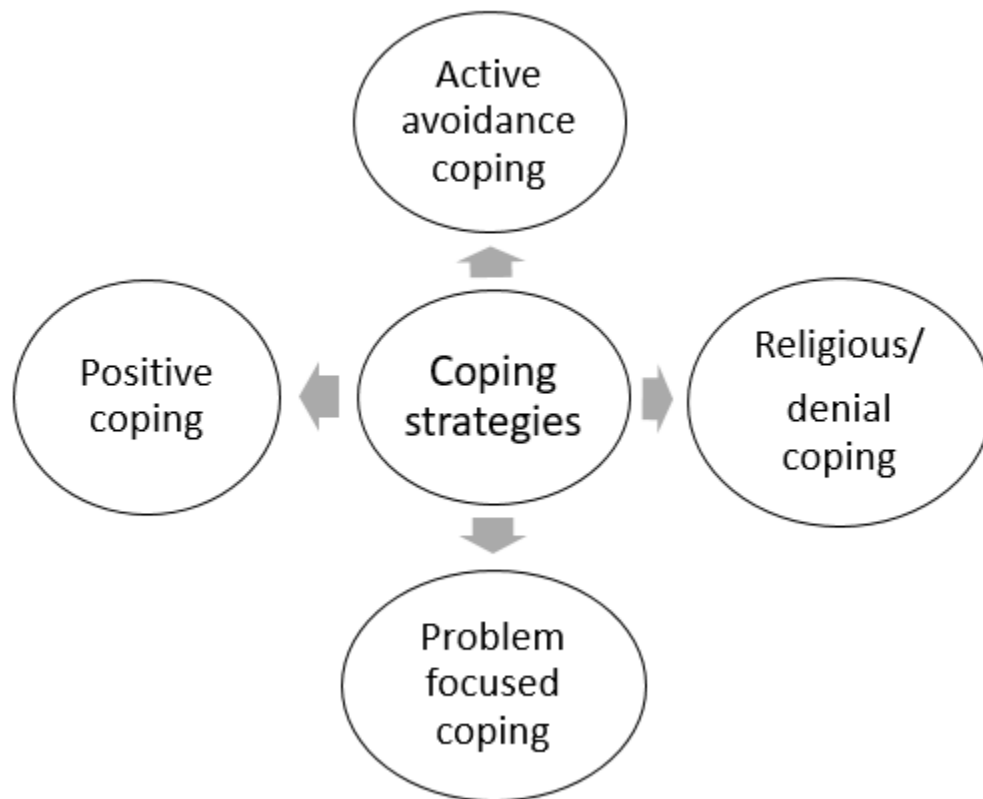 Active
avoidance
coping
Positive
coping
Coping
strategies
Religious/
denial
coping
Problem
focused
coping